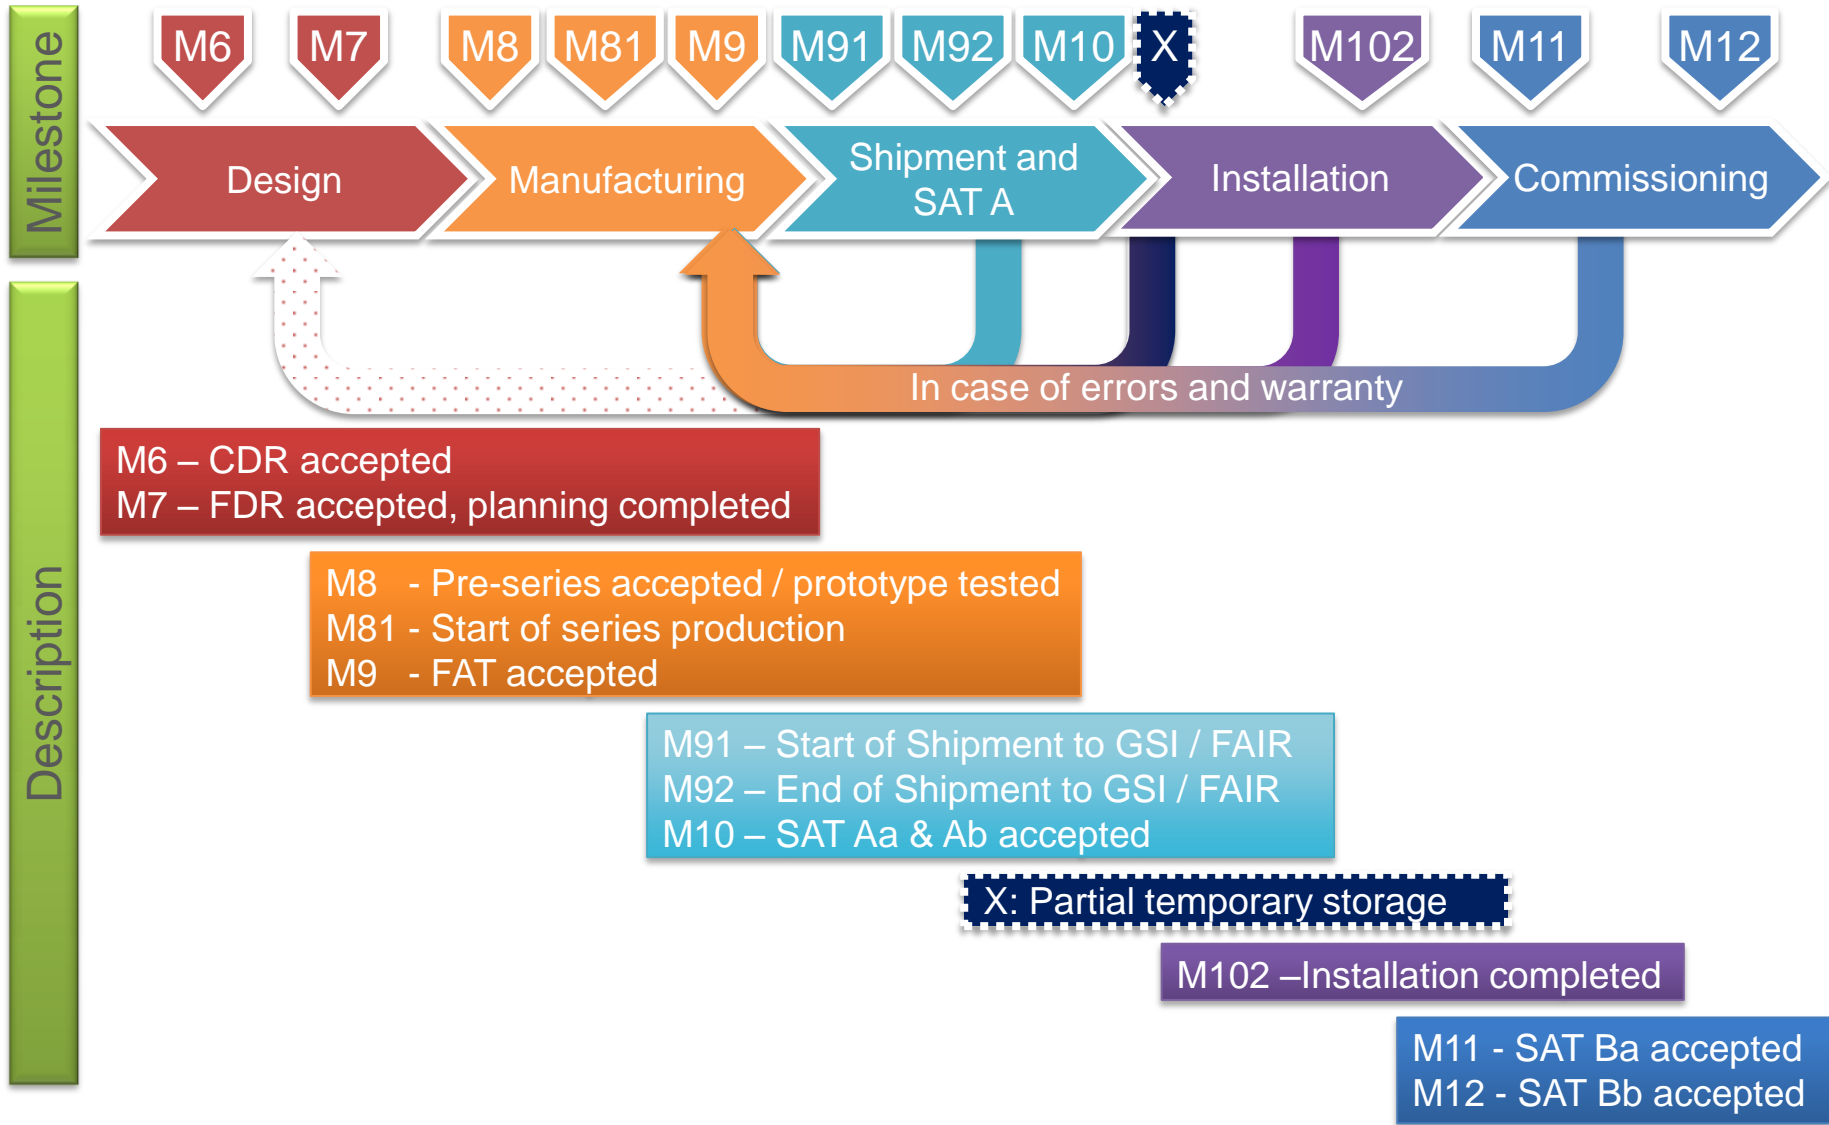 Milestone
M6
M7
M8
M81
M9
M91
M92
M10
X
M102
M11
M12
Design
Manufacturing
Shipment and
SAT A
Installation
Commissioning
In case of errors and warranty
Description
M6 – CDR accepted
M7 – FDR accepted, planning completed
M8 - Pre-series accepted / prototype tested
M81 - Start of series production
M9 - FAT accepted
M91 – Start of Shipment to GSI / FAIR
M92 – End of Shipment to GSI / FAIR
M10 – SAT Aa & Ab accepted
X: Partial temporary storage
M102 –Installation completed
M11 - SAT Ba accepted
M12 - SAT Bb accepted